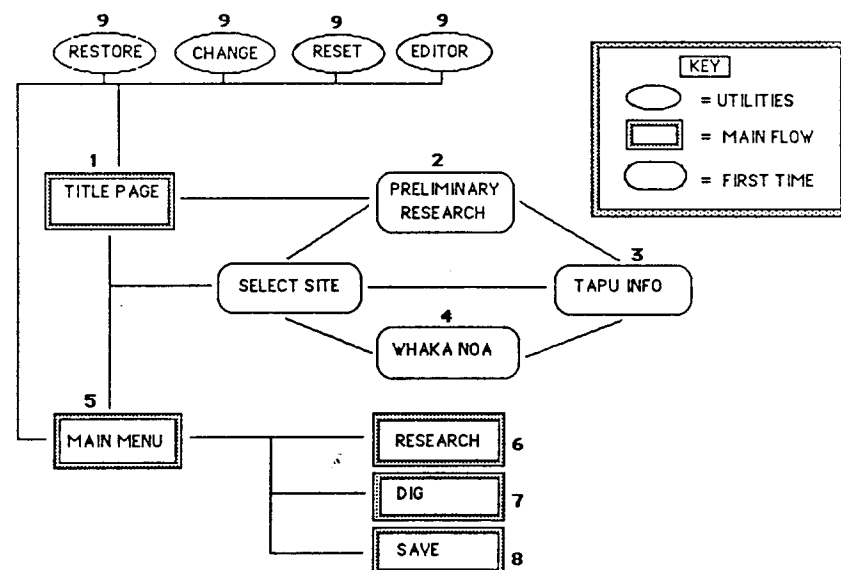 9 9 9 9
RESTORE CHANGE RESET EDITOR
KEY
= UTILITIES
= MAIN FLOW
= FIRST TIME
1
TITLE PAGE
2
PRELIMINARY
RESEARCH
SELECT SITE
3
TAPU INFO
4
WHAKA NOA
5
MAIN MENU
RESEARCH 6
DIG 7
SAVE 8